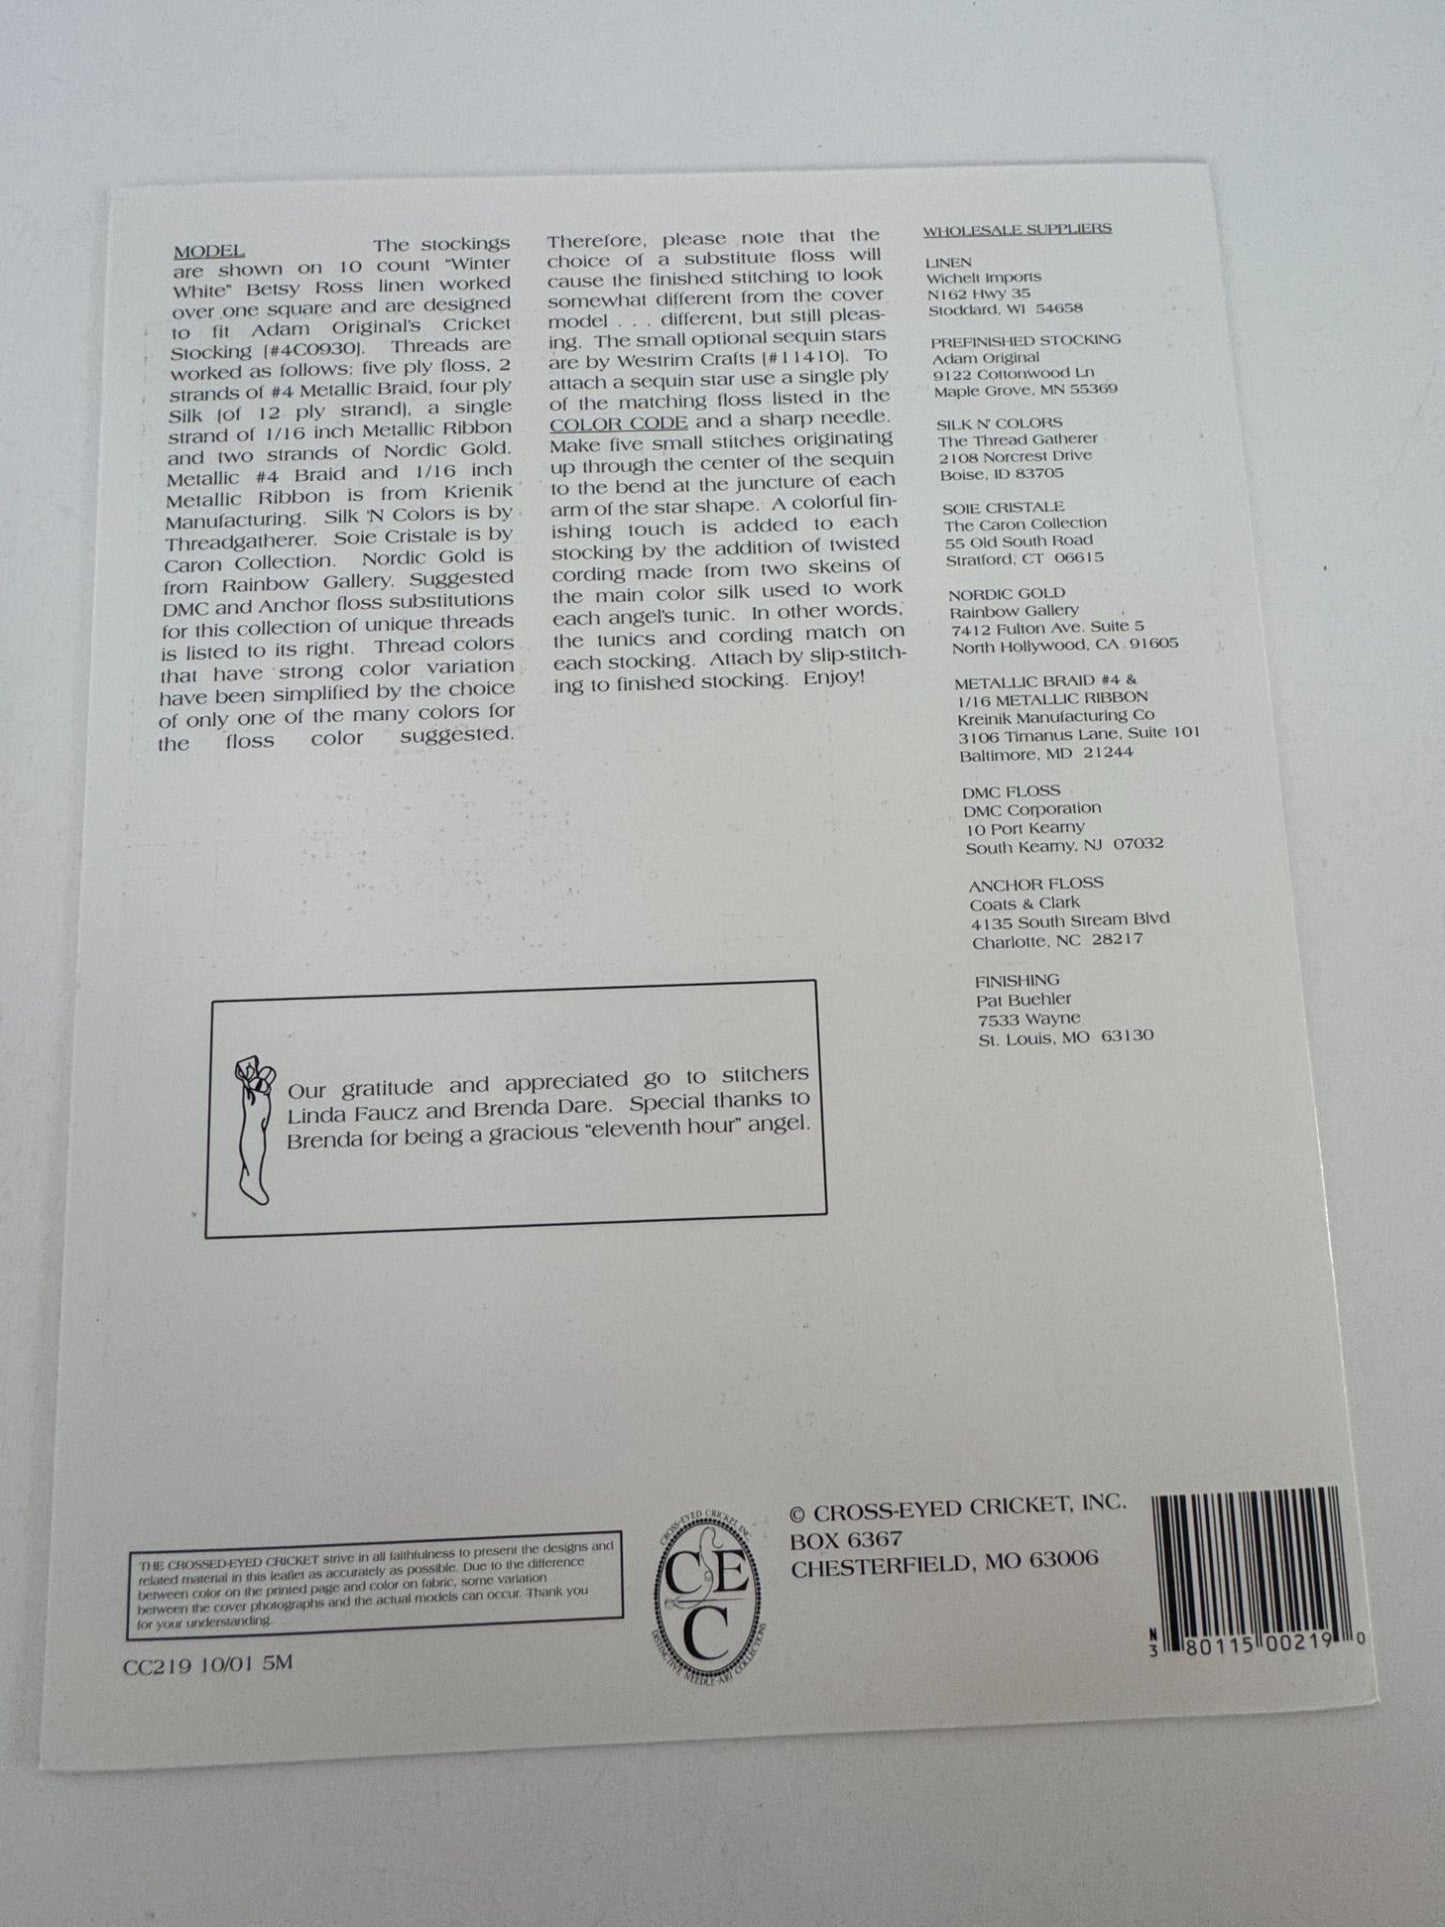 MODEL The stockings
are shown on 10 count "Winter
White" Betsy Ross linen worked
over one square and are designed
to fit Adam Original's Cricket
Stocking (#4C0930). Threads are
worked as follows: five ply floss, 2
strands of #4 Metallic Braid, four ply
Silk (of 12 ply strand), a single
strand of 1/16 inch Metallic Ribbon
and two strands of Nordic Gold.
Metallic #4 Braid and 1/16 inch
Metallic Ribbon is from Krienik
Manufacturing. Silk 'N Colors is by
Threadgatherer. Soie Cristale is by
Caron Collection. Nordic Gold is
from Rainbow Gallery. Suggested
DMC and Anchor floss substitutions
for this collection of unique threads
is listed to its right. Thread colors
that have strong color variation
have been simplified by the choice
of only one of the many colors for
the floss color suggested.
Therefore, please note that the
choice of a substitute floss will
cause the finished stitching to look
somewhat different from the cover
model . . . different, but still pleas-
ing. The small optional sequin stars
are by Westrim Crafts (#11410). To
attach a sequin star use a single ply
of the matching floss listed in the
COLOR CODE and a sharp needle.
Make five small stitches originating
up through the center of the sequin
to the bend at the juncture of each
arm of the star shape. A colorful fin-
ishing touch is added to each
stocking by the addition of twisted
cording made from two skeins of
the main color silk used to work
each angel's tunic. In other words,
the tunics and cording match on
each stocking. Attach by slip-stitch-
ing to finished stocking. Enjoy!
WHOLESALE SUPPLIERS
LINEN
Wichelt Imports
N162 Hwy 35
Stoddard, WI 54658
PREFINISHED STOCKING
Adam Original
9122 Cottonwood Ln
Maple Grove, MN 55369
SILK N' COLORS
The Thread Gatherer
2108 Norcrest Drive
Boise, ID 83705
SOIE CRISTALE
The Caron Collection
55 Old South Road
Stratford, CT 06615
NORDIC GOLD
Rainbow Gallery
7412 Fulton Ave. Suite 5
North Hollywood, CA 91605
METALLIC BRAID #4 &
1/16 METALLIC RIBBON
Kreinik Manufacturing Co
3106 Timanus Lane, Suite 101
Baltimore, MD 21244
DMC FLOSS
DMC Corporation
10 Port Kearny
South Kearny, NJ 07032
ANCHOR FLOSS
Coats & Clark
4135 South Stream Blvd
Charlotte, NC 28217
FINISHING
Pat Buehler
7533 Wayne
St. Louis, MO 63130
Our gratitude and appreciated go to stitchers
Linda Faucz and Brenda Dare. Special thanks to
Brenda for being a gracious "eleventh hour" angel.
THE CROSSED-EYED CRICKET strive in all faithfulness to present the designs and
related material in this leaflet as accurately as possible. Due to the difference
between color on the printed page and color on fabric, some variation
between the cover photographs and the actual models can occur. Thank you
for your understanding.
CC219 10/01 5M
CROSS-EYED CRICKET, INC.
CE
C
DISTINCTIVE NEEDLE-ART COLLECTIONS
© CROSS-EYED CRICKET, INC.
BOX 6367
CHESTERFIELD, MO 63006
N
3 80115 00219 0